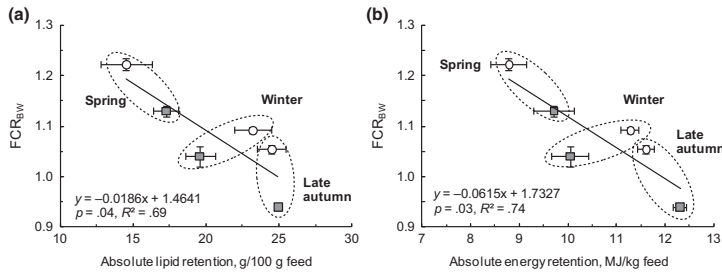 (a)
1.3
1.2
1.1
1.0
0.9
FCR_BW
Spring
Winter
Late
autumn
y = –0.0186x + 1.4641
p = .04, R² = .69
10 15 20 25 30
Absolute lipid retention, g/100 g feed
(b)
1.3
1.2
1.1
1.0
0.9
FCR_BW
Spring
Winter
Late
autumn
y = –0.0615x + 1.7327
p = .03, R² = .74
7 8 9 10 11 12 13
Absolute energy retention, MJ/kg feed